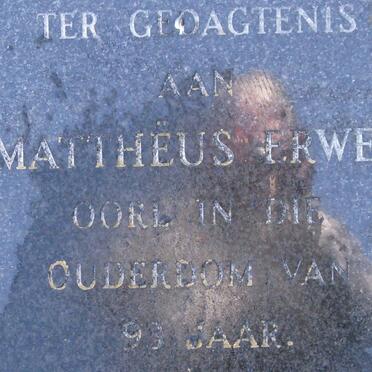 TER GEDAGTENIS
AAN
MATTHËUS ERWE
OORL IN DIE
OUDERDOM VAN
93 JAAR.